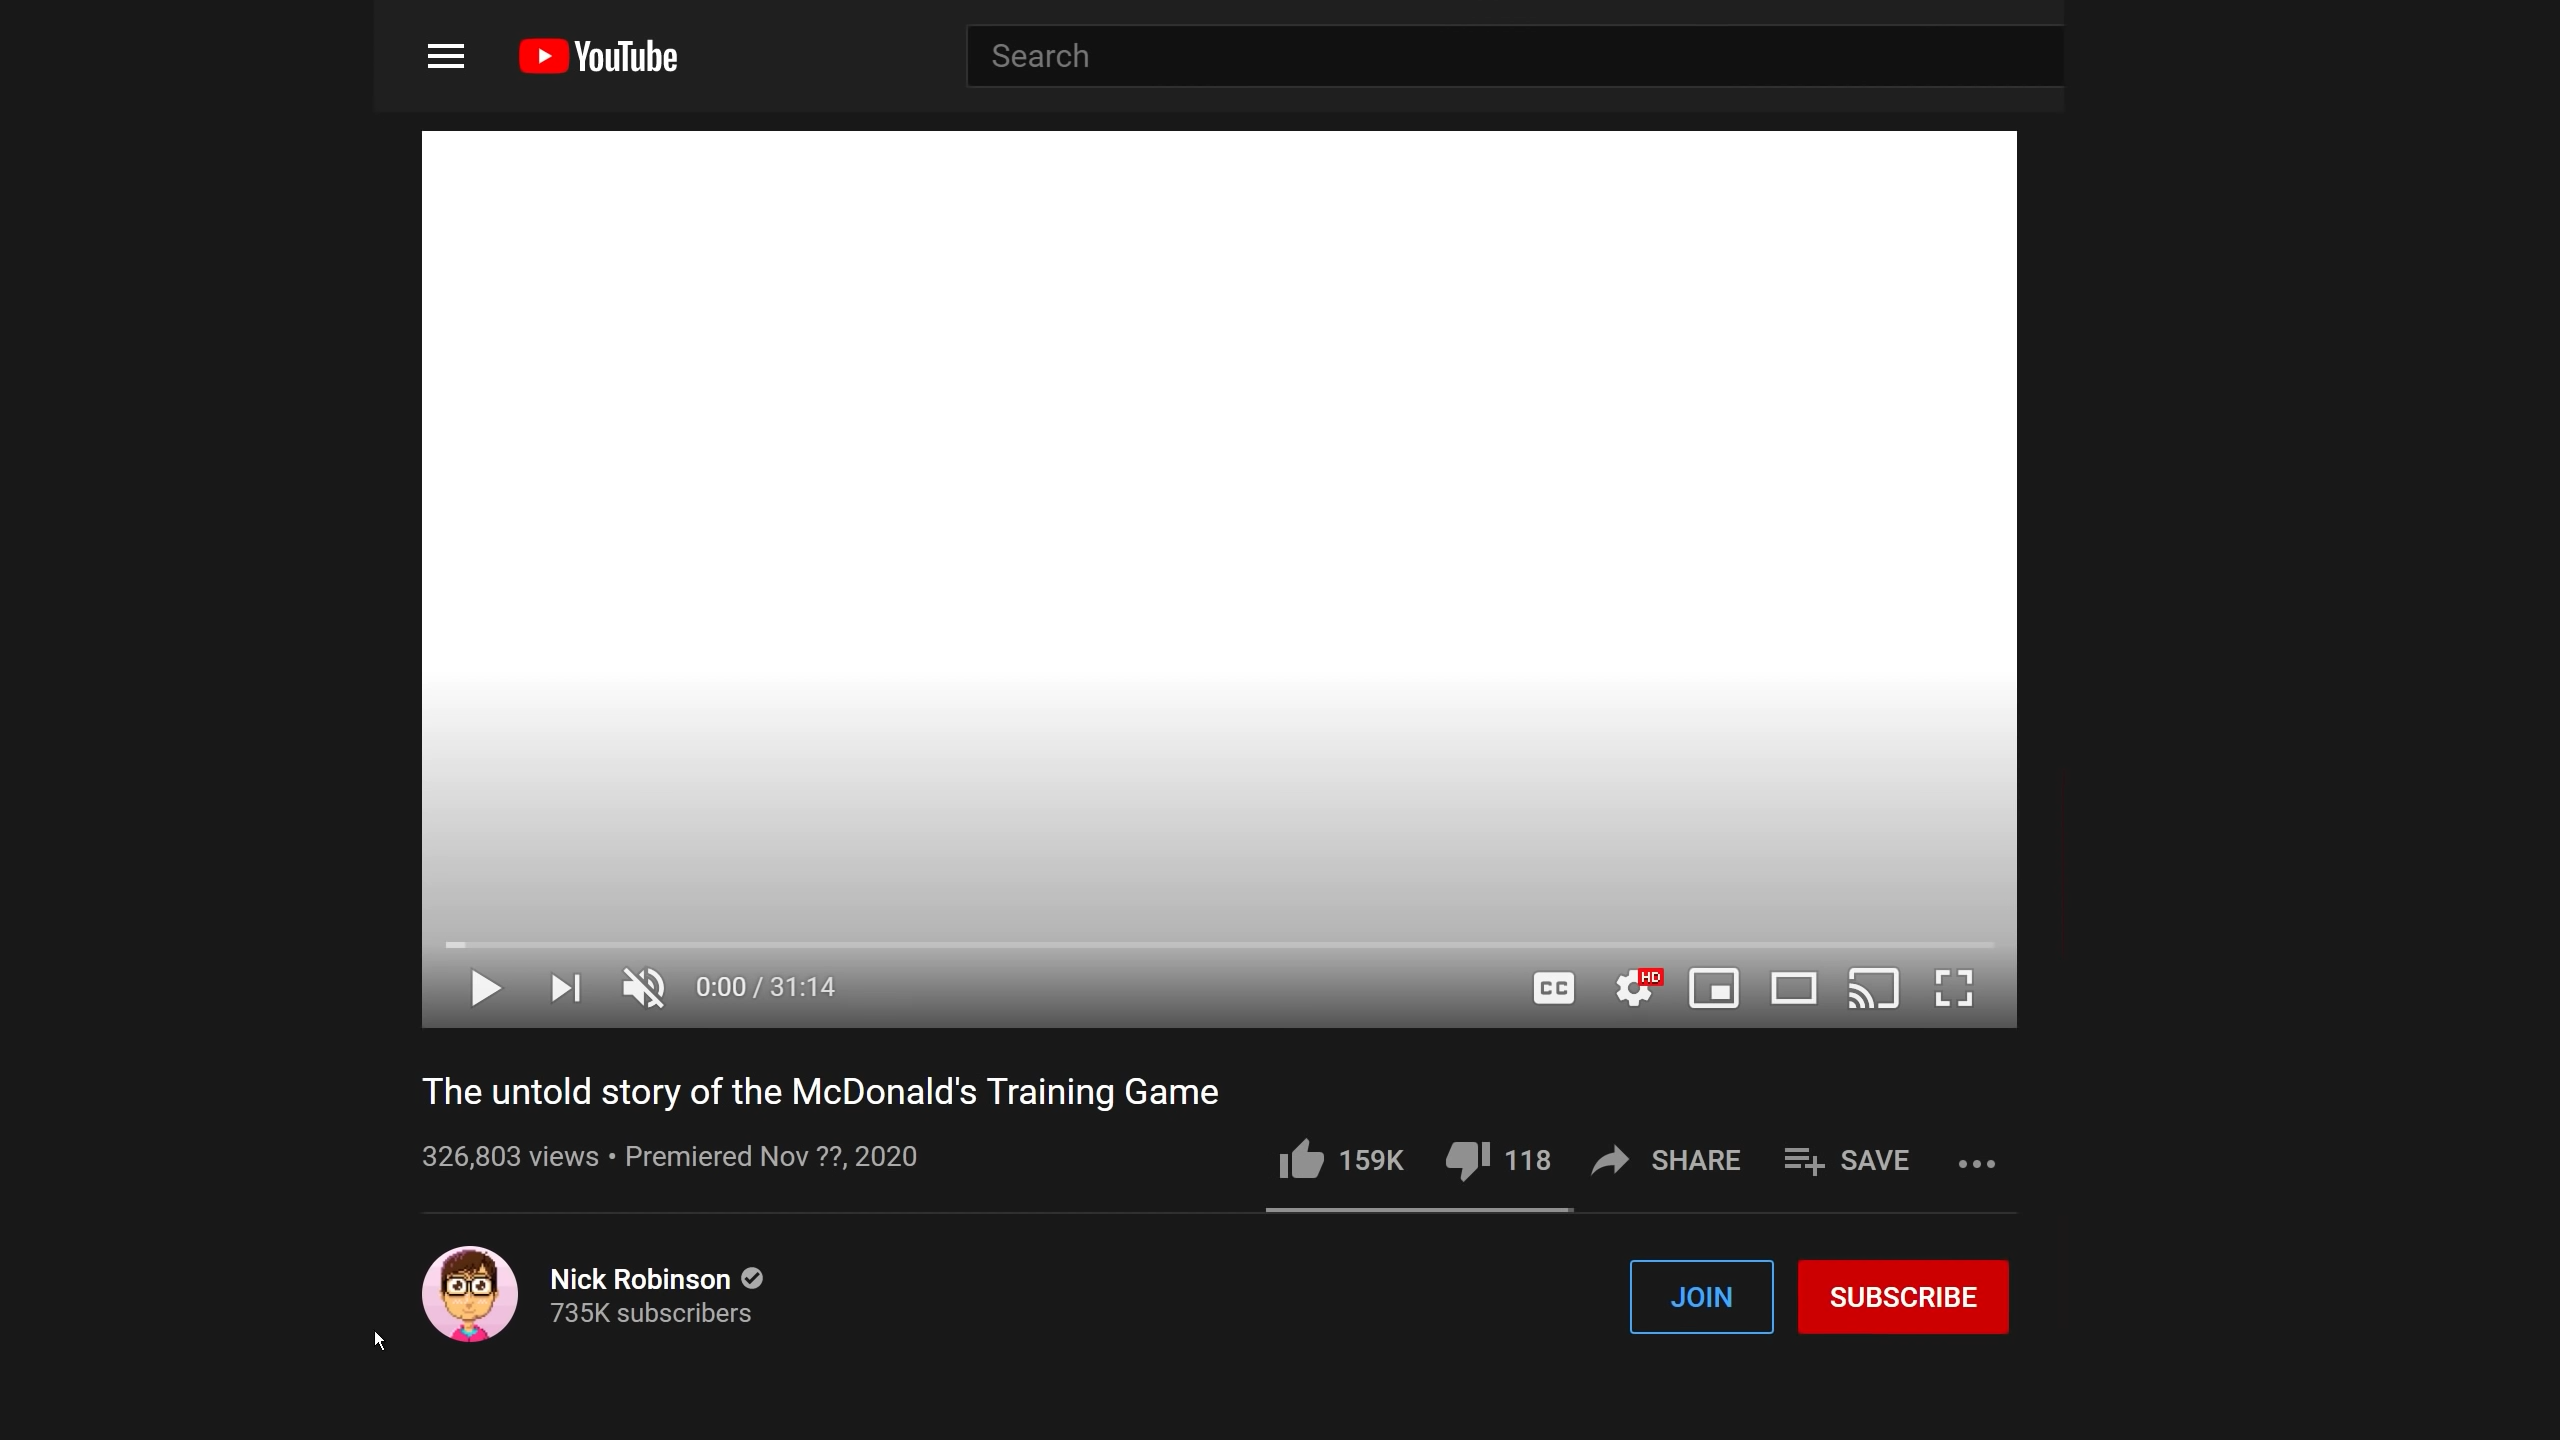 YouTube
Search
0:00 / 31:14
CC
HD
The untold story of the McDonald's Training Game
326,803 views • Premiered Nov ??, 2020
159K
118
SHARE
SAVE
Nick Robinson
735K subscribers
JOIN
SUBSCRIBE